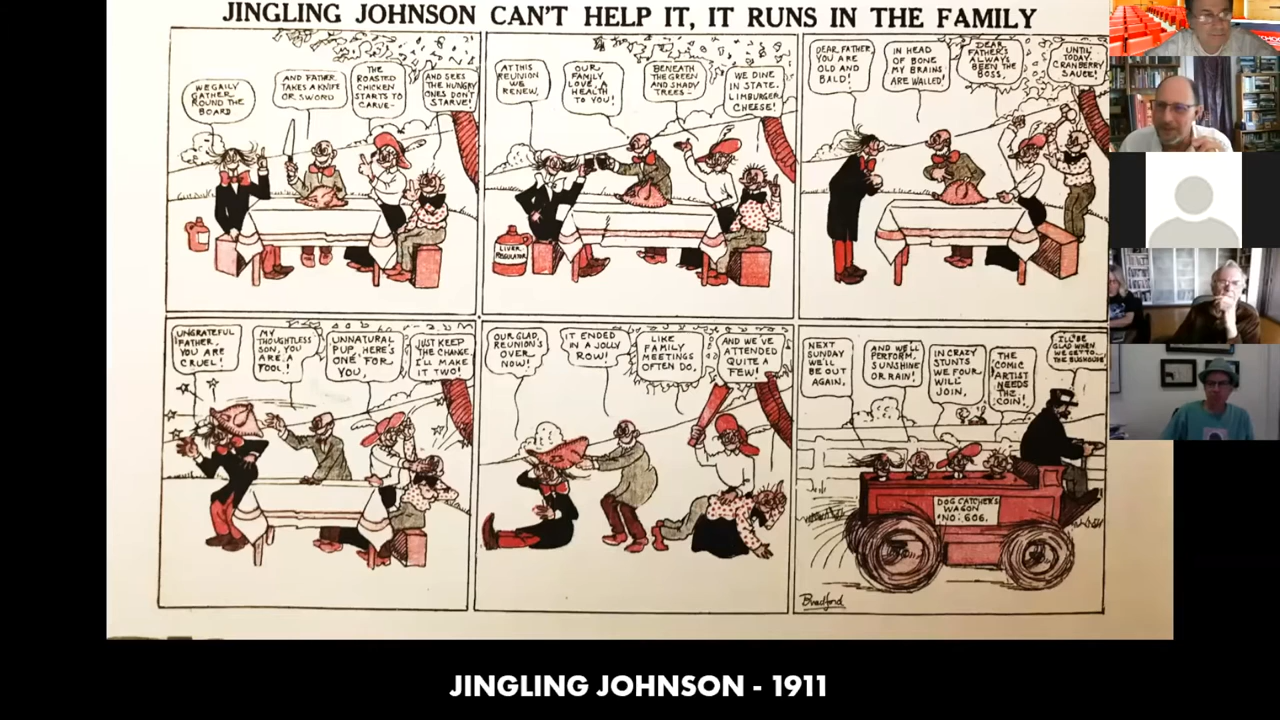 JINGLING JOHNSON CAN'T HELP IT, IT RUNS IN THE FAMILY
WE GAILY
GATHER
ROUND THE
BOARD
AND FATHER
TAKES A KNIFE
OR SWORD
THE
ROASTED
CHICKEN
STARTS TO
CARVE-
AND SEES
THE HUNGRY
ONES DON'T
STARVE!
AT THIS
REUNION
WE
RENEW,
OUR
FAMILY
LOVE, A
HEALTH
TO YOU!
BENEATH
THE GREEN
AND SHADY
TREES-
WE DINE
IN STATE.
LIMBURGER
CHEESE!
LIVER
REGULATOR
DEAR FATHER
YOU ARE
OLD AND
BALD!
IN HEAD
OF BONE
MY BRAINS
ARE WALLED!
DEAR
FATHER'S
ALWAYS
BEEN THE
BOSS,
UNTIL
TODAY-
CRANBERRY
SAUCE!
UNGRATEFUL
FATHER,
YOU ARE
CRUEL!
MY
THOUGHTLESS
SON, YOU
ARE A
FOOL!
UNNATURAL
PUP, HERE'S
ONE FOR
YOU,
JUST KEEP
THE CHANGE,
I'LL MAKE
IT TWO!
OUR GLAD
REUNION'S
OVER
NOW!
IT ENDED
IN A JOLLY
ROW!
LIKE
FAMILY
MEETINGS
OFTEN DO,
AND WE'VE
ATTENDED
QUITE A
FEW!
NEXT
SUNDAY
WE'LL
BE OUT
AGAIN,
AND WE'LL
PERFORM,
SUNSHINE
OR RAIN!
IN CRAZY
STUNTS
WE FOUR
WILL
JOIN,
THE
COMIC
ARTIST
NEEDS
THE
COIN!
I'LL BE
GLAD WHEN
WE GET TO
THE BUGHOUSE
DOG CATCHER'S
WAGON
NO. 606.
Bradford
JINGLING JOHNSON - 1911